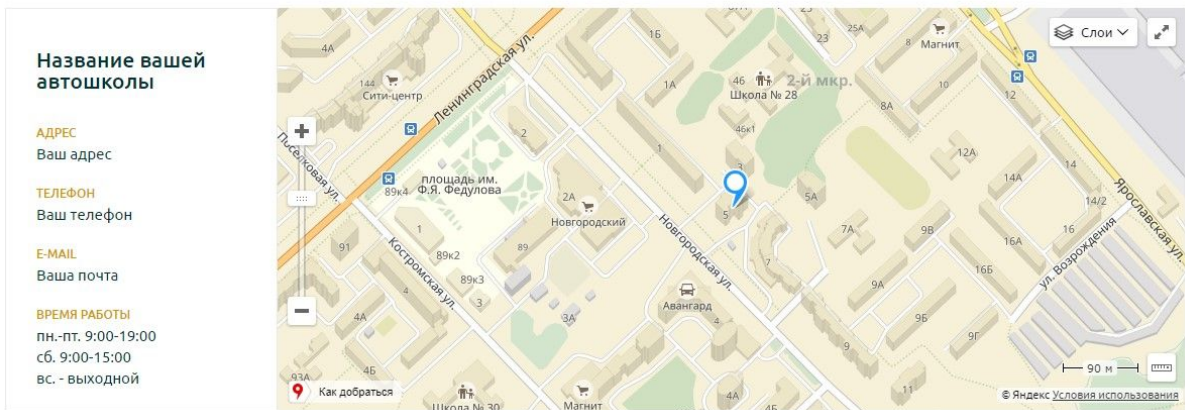 Название вашей
автошколы
АДРЕС
Ваш адрес
ТЕЛЕФОН
Ваш телефон
E-MAIL
Ваша почта
ВРЕМЯ РАБОТЫ
пн.-пт. 9:00-19:00
сб. 9:00-15:00
вс. - выходной
4А
144
Сити-центр
Ленинградская ул.
Поселковая ул.
2
89к4
площадь им.
Ф.Я. Федулова
2А
Новгородский
91
1
89к2
89
89к3
3
3А
Костромская ул.
4А
4Б
93А
Школа № 30
Магнит
Как добраться
1А
1
46
2-й мкр.
Школа № 28
46к1
3
5
5А
7
7А
Новгородская ул.
Авангард
4
4
4А
23
25А
8
Магнит
10
12
8А
12А
14
14А
14/2
16
16А
9В
16Б
9А
9Б
9Г
9
11
Ярославская ул.
ул. Возрождения
Слои
90 м
© Яндекс Условия использования